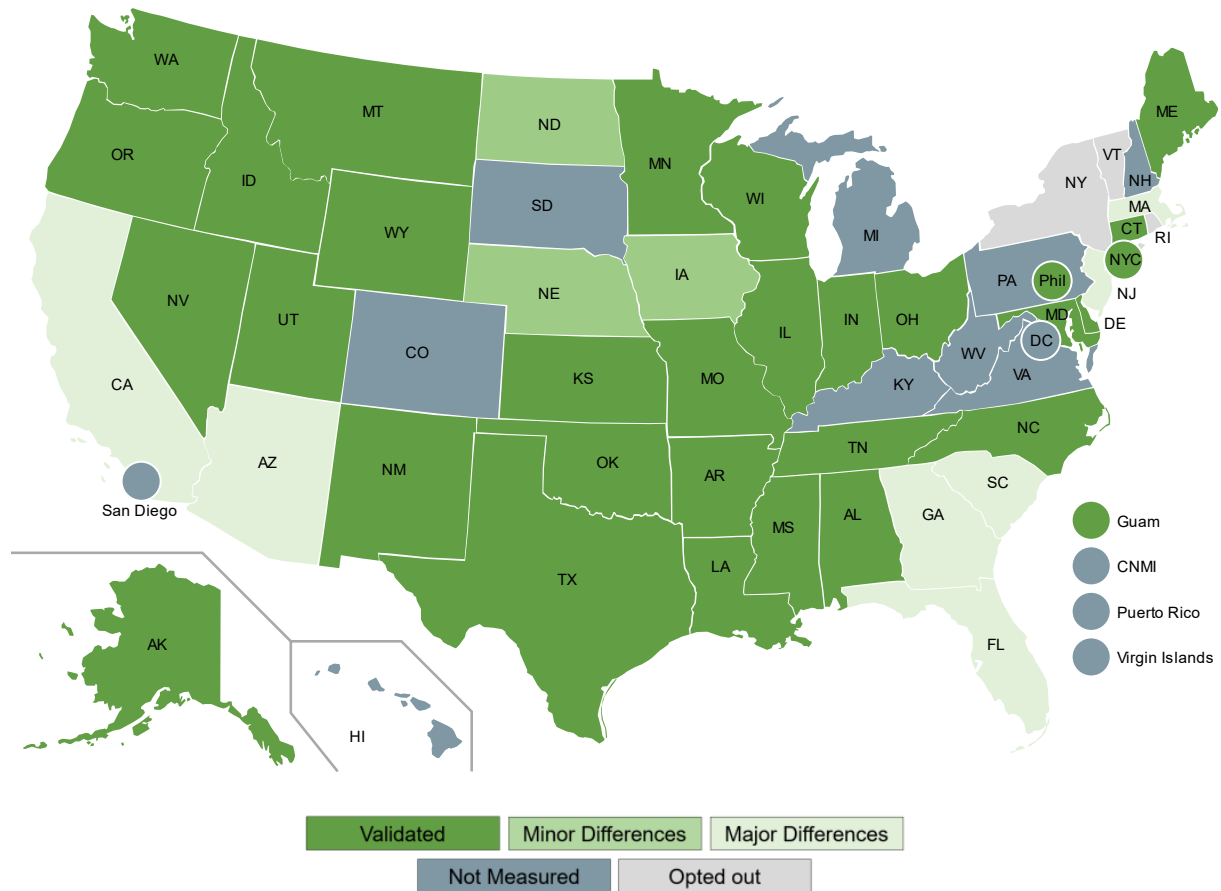 WA
MT
ND
MN
ME
OR
ID
SD
WI
MI
NY
VT
NH
MA
CT
RI
WY
NYC
IA
NE
PA
Phil
NJ
NV
UT
IL
IN
OH
MD
DE
CO
DC
WV
VA
KS
MO
KY
CA
NC
TN
AZ
NM
OK
AR
SC
GA
San Diego
MS
AL
Guam
LA
CNMI
TX
Puerto Rico
AK
FL
Virgin Islands
HI
Validated
Minor Differences
Major Differences
Not Measured
Opted out